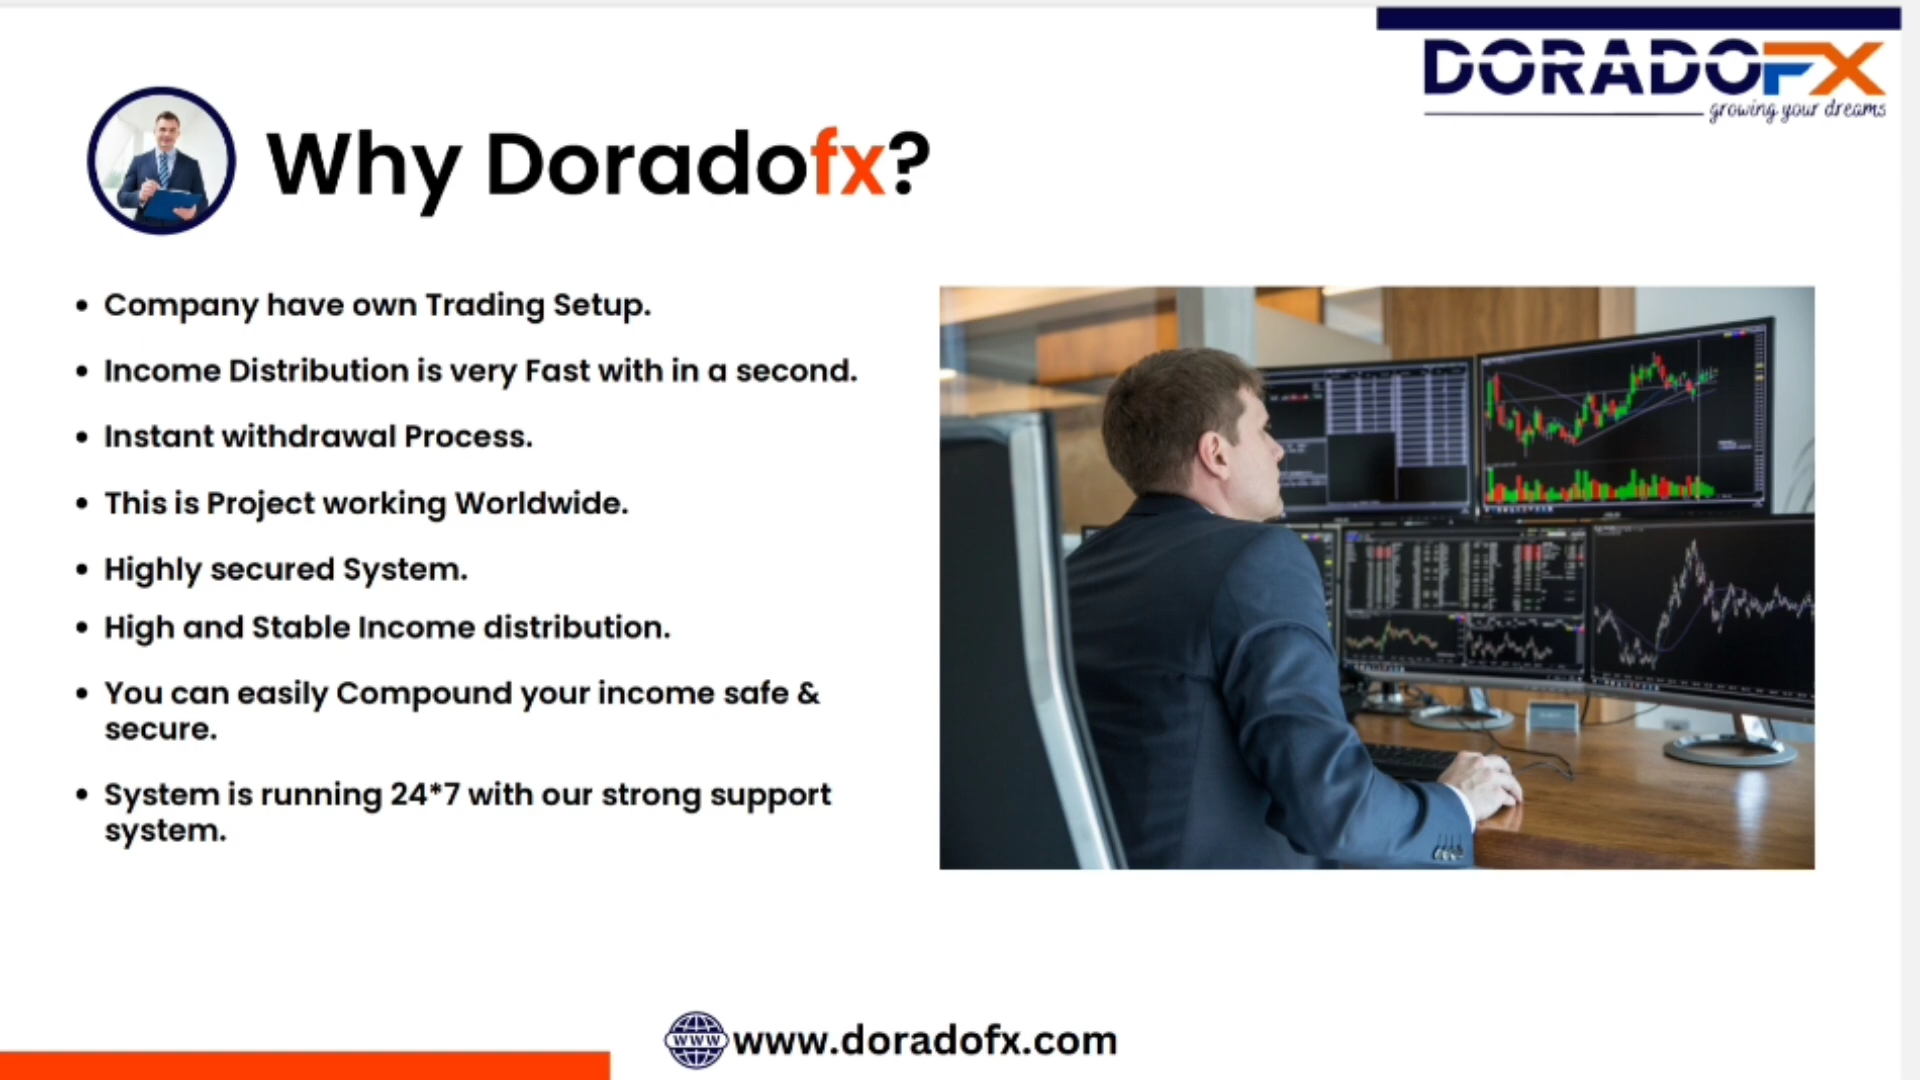 DORADOFX
growing your dreams
Why Doradofx?
Company have own Trading Setup.
Income Distribution is very Fast with in a second.
Instant withdrawal Process.
This is Project working Worldwide.
Highly secured System.
High and Stable Income distribution.
You can easily Compound your income safe &
secure.
System is running 24*7 with our strong support
system.
www
www.doradofx.com